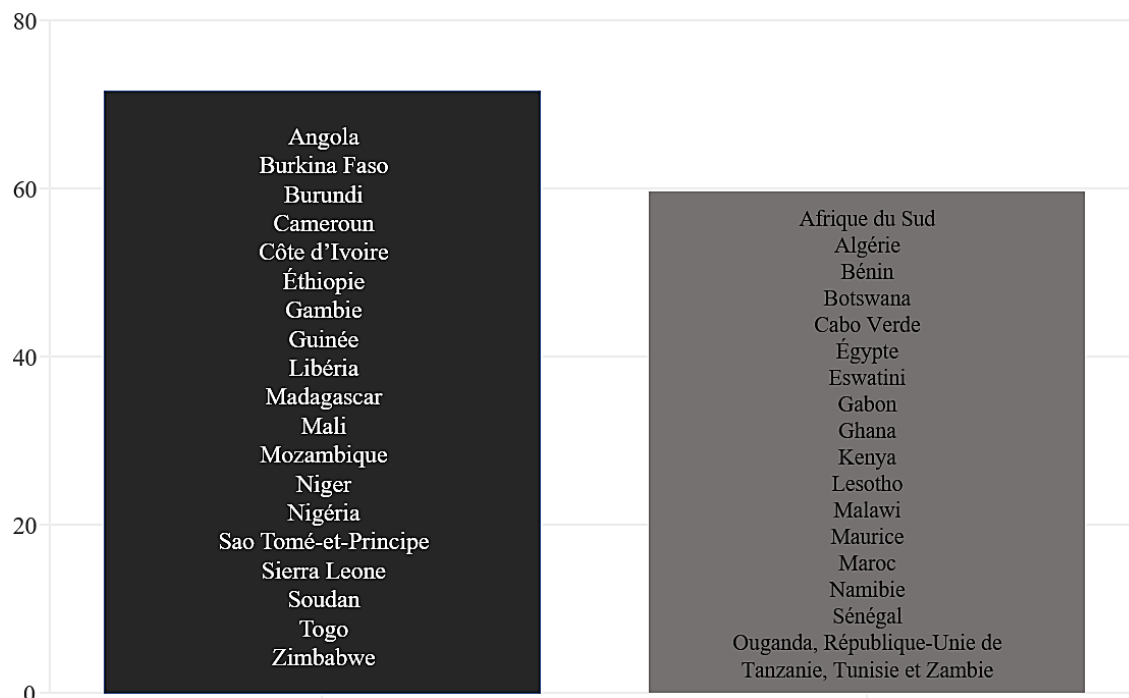 80
60
40
20
0
Angola
Burkina Faso
Burundi
Cameroun
Côte d’Ivoire
Éthiopie
Gambie
Guinée
Libéria
Madagascar
Mali
Mozambique
Niger
Nigéria
Sao Tomé-et-Principe
Sierra Leone
Soudan
Togo
Zimbabwe
Afrique du Sud
Algérie
Bénin
Botswana
Cabo Verde
Égypte
Eswatini
Gabon
Ghana
Kenya
Lesotho
Malawi
Maurice
Maroc
Namibie
Sénégal
Ouganda, République-Unie de
Tanzanie, Tunisie et Zambie